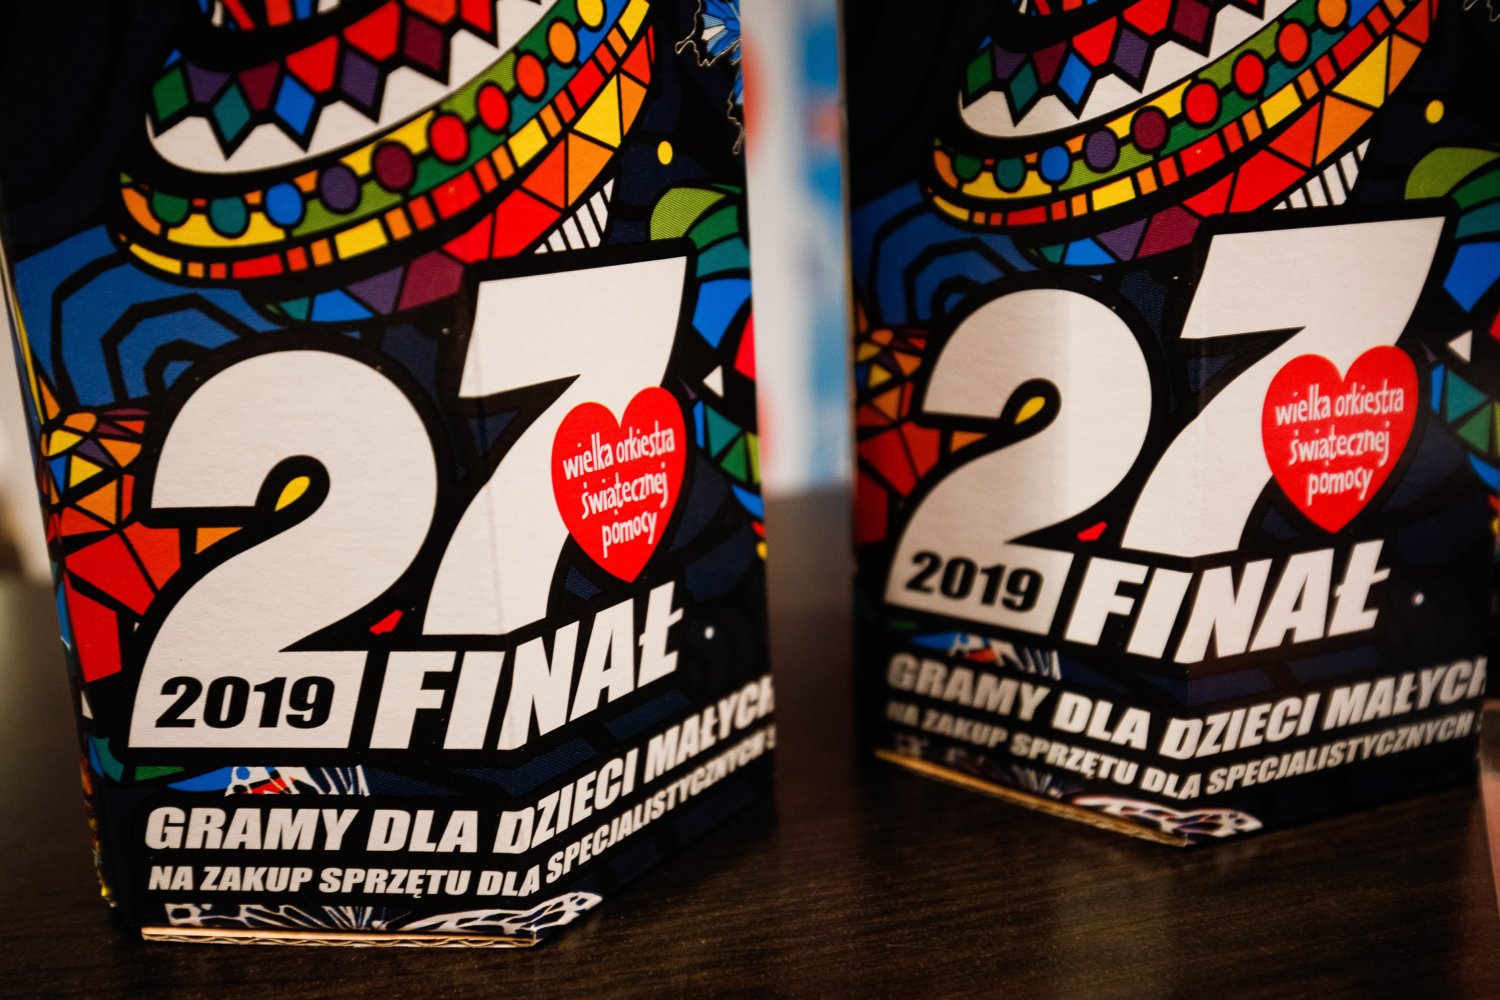 27
wielka orkiestra
świątecznej
pomocy
2019 FINAŁ
GRAMY DLA DZIECI MAŁYCH
NA ZAKUP SPRZĘTU DLA SPECJALISTYCZNYCH
27
wielka orkiestra
świątecznej
pomocy
2019 FINAŁ
GRAMY DLA DZIECI MAŁYCH
NA ZAKUP SPRZĘTU DLA SPECJALISTYCZNYCH